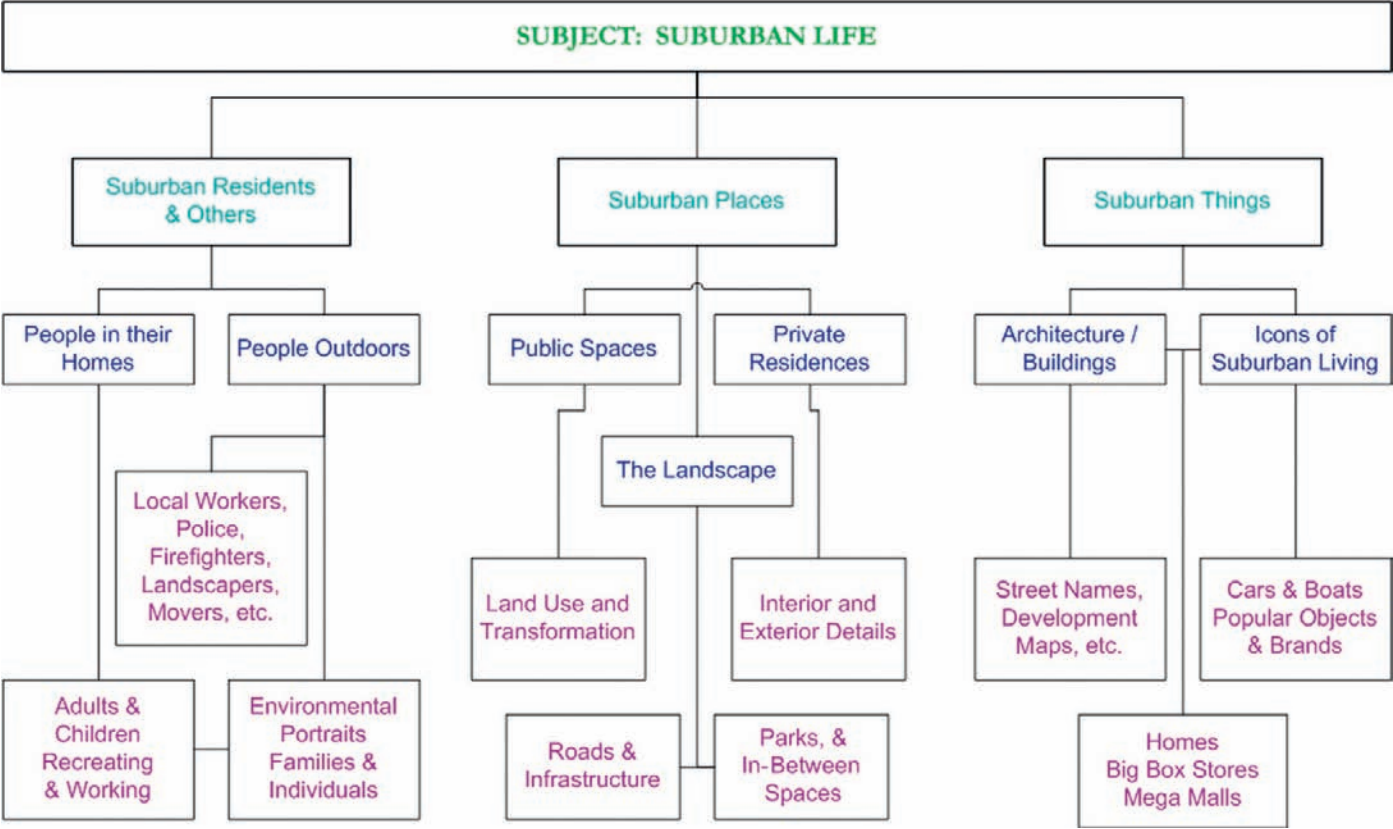 SUBJECT: SUBURBAN LIFE
Suburban Residents
& Others
Suburban Places
Suburban Things
People in their
Homes
People Outdoors
Public Spaces
Private
Residences
Architecture /
Buildings
Icons of
Suburban Living
The Landscape
Local Workers,
Police,
Firefighters,
Landscapers,
Movers, etc.
Land Use and
Transformation
Interior and
Exterior Details
Street Names,
Development
Maps, etc.
Cars & Boats
Popular Objects
& Brands
Adults &
Children
Recreating
& Working
Environmental
Portraits
Families &
Individuals
Roads &
Infrastructure
Parks, &
In-Between
Spaces
Homes
Big Box Stores
Mega Malls